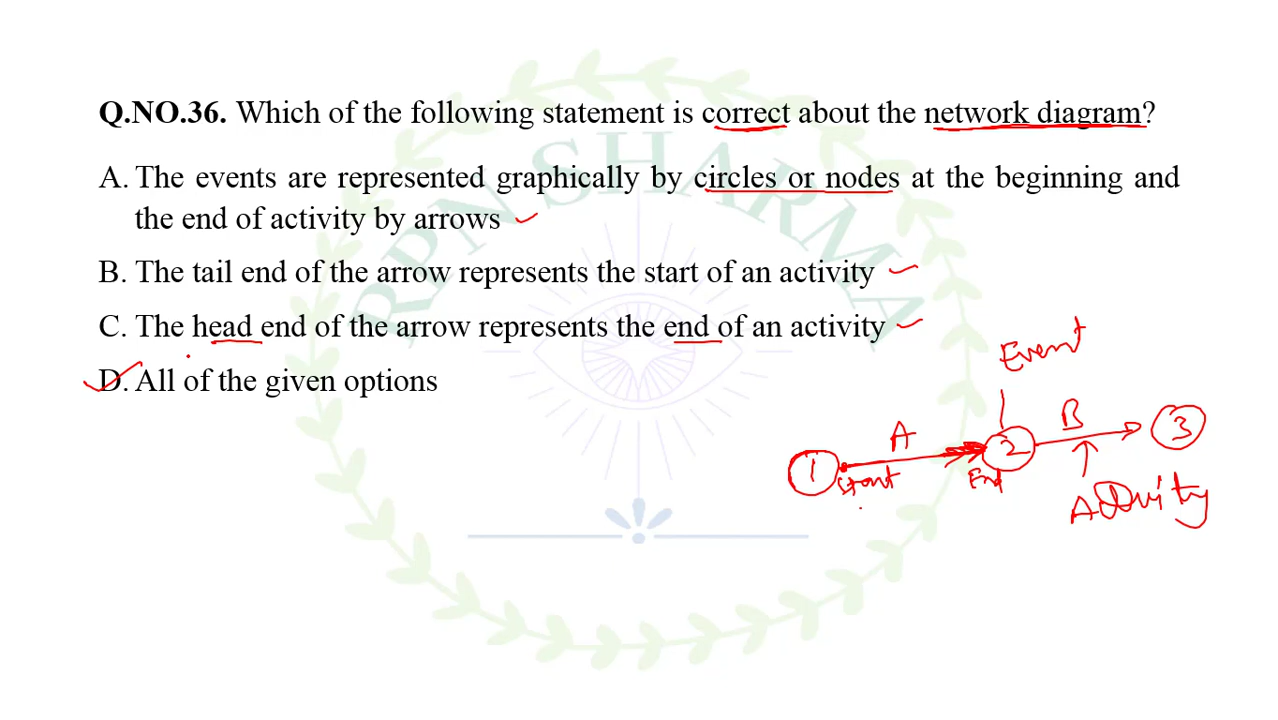 Q.NO.36. Which of the following statement is correct about the network diagram?
A. The events are represented graphically by circles or nodes at the beginning and
the end of activity by arrows
B. The tail end of the arrow represents the start of an activity
C. The head end of the arrow represents the end of an activity
D. All of the given options
RPN SHARMA
Event
A
B
1
2
3
Start
End
Activity